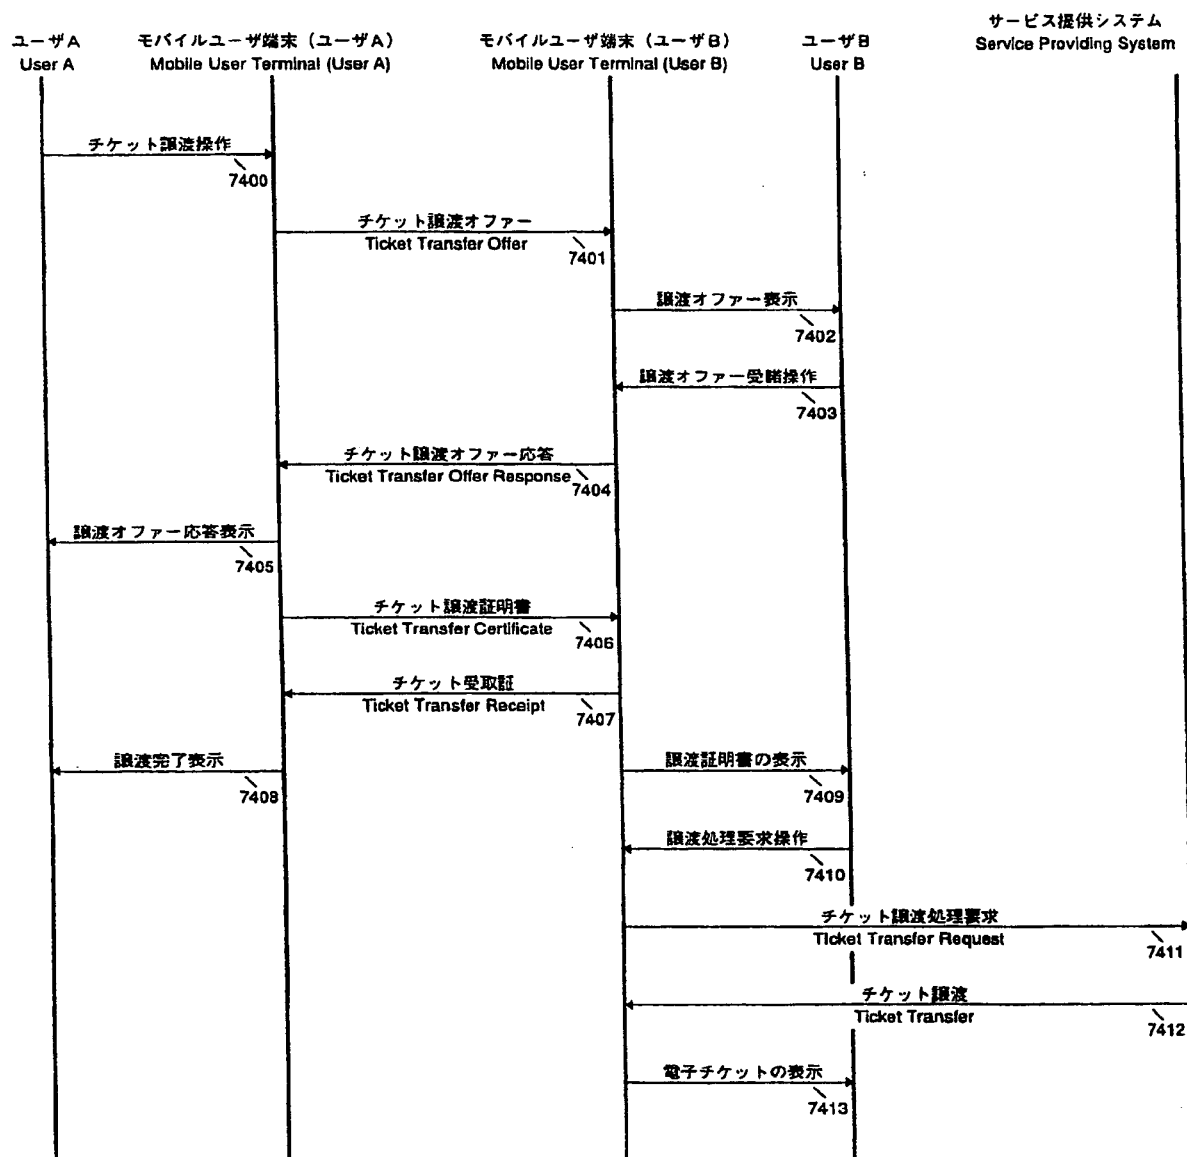 サービス提供システム
Service Providing System
ユーザA
User A
モバイルユーザ端末（ユーザA）
Mobile User Terminal (User A)
モバイルユーザ端末（ユーザB）
Mobile User Terminal (User B)
ユーザB
User B
チケット譲渡操作
7400
チケット譲渡オファー
Ticket Transfer Offer
7401
譲渡オファー表示
7402
譲渡オファー受諾操作
7403
チケット譲渡オファー応答
Ticket Transfer Offer Response
7404
譲渡オファー応答表示
7405
チケット譲渡証明書
Ticket Transfer Certificate
7406
チケット受取証
Ticket Transfer Receipt
7407
譲渡完了表示
7408
譲渡証明書の表示
7409
譲渡処理要求操作
7410
チケット譲渡処理要求
Ticket Transfer Request
7411
チケット譲渡
Ticket Transfer
7412
電子チケットの表示
7413